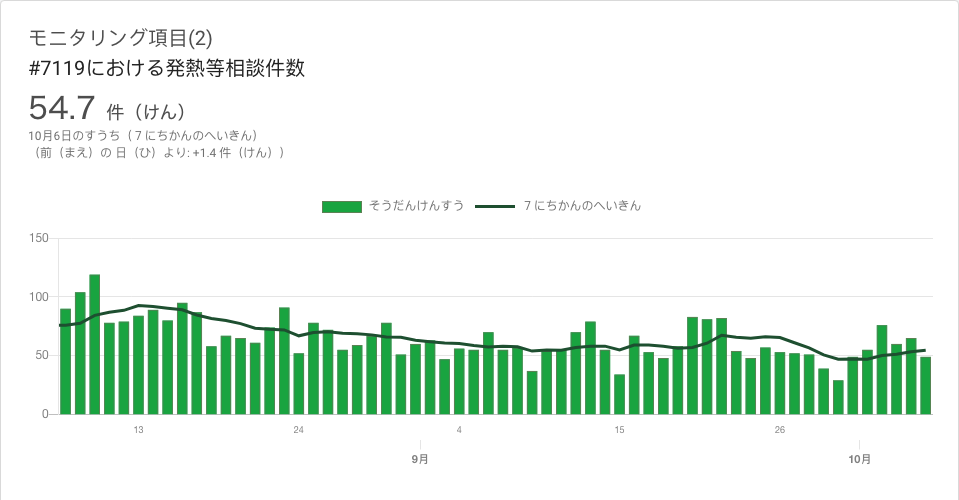 モニタリング項目(2)
#7119における発熱等相談件数
54.7 件（けん）
10月6日のすうち（７にちかんのへいきん）
（前（まえ）の 日（ひ）より: +1.4 件（けん））
そうだんけんすう ７にちかんのへいきん
150
100
50
0
13 24 4 15 26
9月 10月